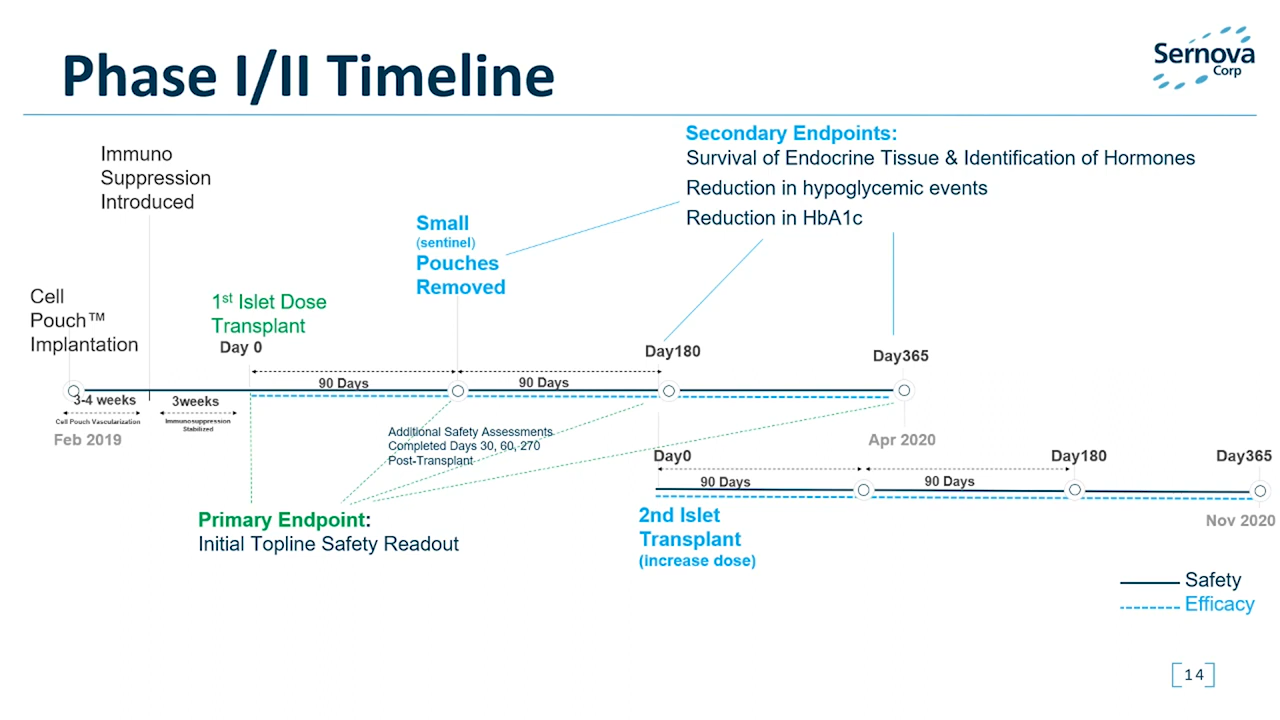 Phase I/II Timeline
Sernova
Corp
Immuno
Suppression
Introduced
Secondary Endpoints:
Survival of Endocrine Tissue & Identification of Hormones
Reduction in hypoglycemic events
Reduction in HbA1c
Small
(sentinel)
Pouches
Removed
Cell
Pouch™
Implantation
1st Islet Dose
Transplant
Day 0
Day180
Day365
90 Days
90 Days
3-4 weeks
3weeks
Cell Pouch Vascularization
Immunosuppression
Stabilized
Feb 2019
Additional Safety Assessments
Completed Days 30, 60, 270
Post-Transplant
Apr 2020
Day0
Day180
Day365
90 Days
90 Days
Nov 2020
Primary Endpoint:
Initial Topline Safety Readout
2nd Islet
Transplant
(increase dose)
Safety
Efficacy
14